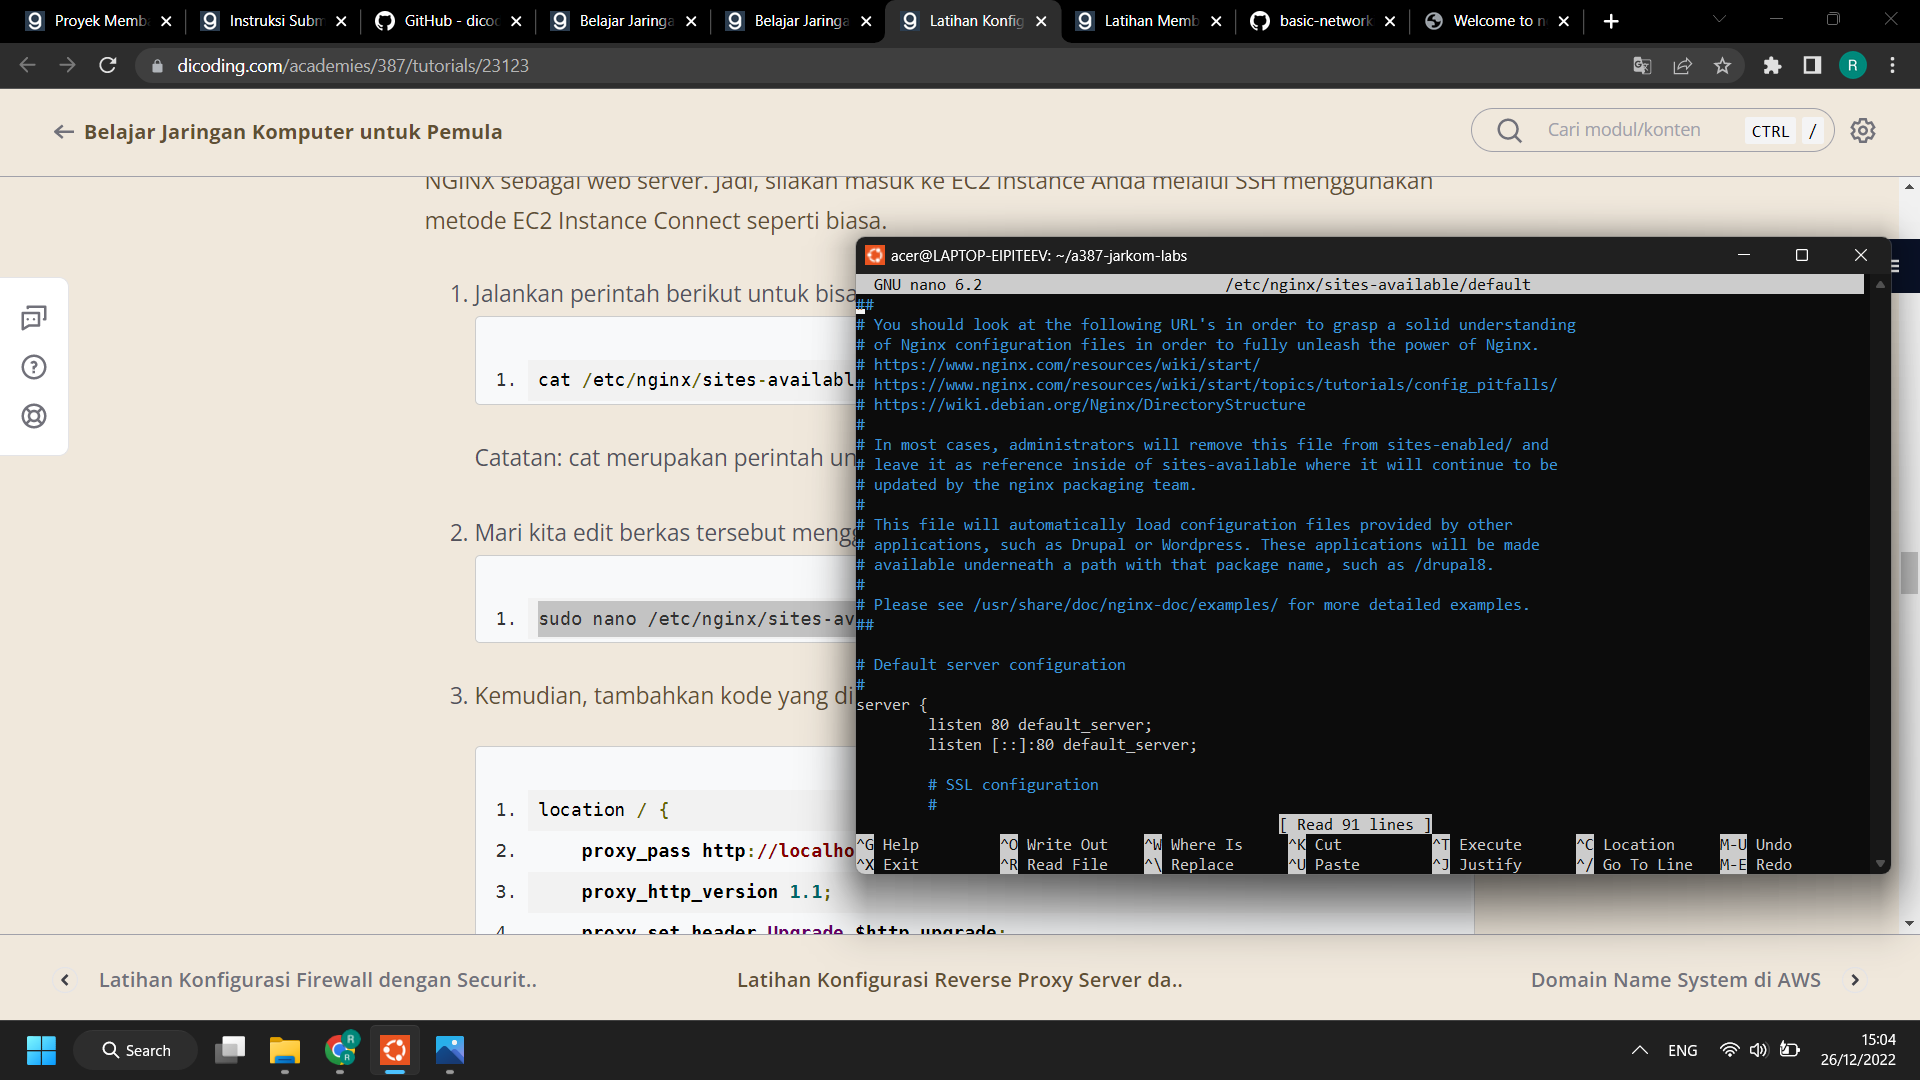 Proyek Memb
Instruksi Subm
GitHub - dico
Belajar Jaringa
Belajar Jaringa
Latihan Konfig
Latihan Memb
basic-network
Welcome to n
dicoding.com/academies/387/tutorials/23123
R
Belajar Jaringan Komputer untuk Pemula
Cari modul/konten
CTRL /
NGINX sebagai web server. Jadi, silakan masuk ke EC2 Instance Anda melalui SSH menggunakan
metode EC2 Instance Connect seperti biasa.
1. Jalankan perintah berikut untuk bisa
1. cat /etc/nginx/sites-availabl
Catatan: cat merupakan perintah un
2. Mari kita edit berkas tersebut mengg
1. sudo nano /etc/nginx/sites-av
3. Kemudian, tambahkan kode yang di
1. location / {
2. proxy_pass http://localho
3. proxy_http_version 1.1;
4. proxy_set_header Upgrade $http_upgrade;
acer@LAPTOP-EIPITEEV: ~/a387-jarkom-labs
GNU nano 6.2 /etc/nginx/sites-available/default
##
# You should look at the following URL's in order to grasp a solid understanding
# of Nginx configuration files in order to fully unleash the power of Nginx.
# https://www.nginx.com/resources/wiki/start/
# https://www.nginx.com/resources/wiki/start/topics/tutorials/config_pitfalls/
# https://wiki.debian.org/Nginx/DirectoryStructure
#
# In most cases, administrators will remove this file from sites-enabled/ and
# leave it as reference inside of sites-available where it will continue to be
# updated by the nginx packaging team.
#
# This file will automatically load configuration files provided by other
# applications, such as Drupal or Wordpress. These applications will be made
# available underneath a path with that package name, such as /drupal8.
#
# Please see /usr/share/doc/nginx-doc/examples/ for more detailed examples.
##
# Default server configuration
#
server {
listen 80 default_server;
listen [::]:80 default_server;
# SSL configuration
#
[ Read 91 lines ]
^G Help ^O Write Out ^W Where Is ^K Cut ^T Execute ^C Location M-U Undo
^X Exit ^R Read File ^\ Replace ^U Paste ^J Justify ^/ Go To Line M-E Redo
Latihan Konfigurasi Firewall dengan Securit..
Latihan Konfigurasi Reverse Proxy Server da..
Domain Name System di AWS
Search
R
R
ENG
15:04
26/12/2022